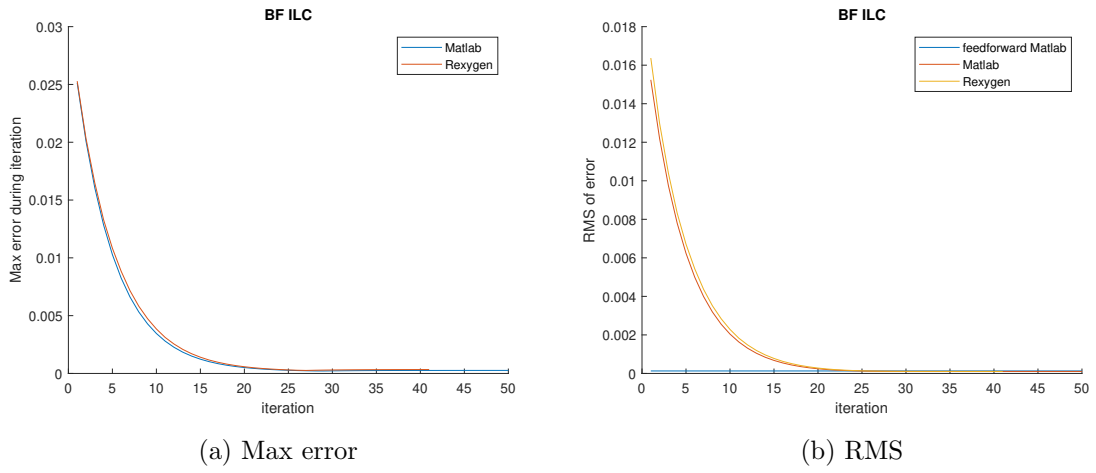 BF ILC
Max error during iteration
0.03
0.025
0.02
0.015
0.01
0.005
0
Matlab
Rexygen
0 5 10 15 20 25 30 35 40 45 50
iteration
(a) Max error
BF ILC
RMS of error
0.018
0.016
0.014
0.012
0.01
0.008
0.006
0.004
0.002
0
feedforward Matlab
Matlab
Rexygen
0 5 10 15 20 25 30 35 40 45 50
iteration
(b) RMS